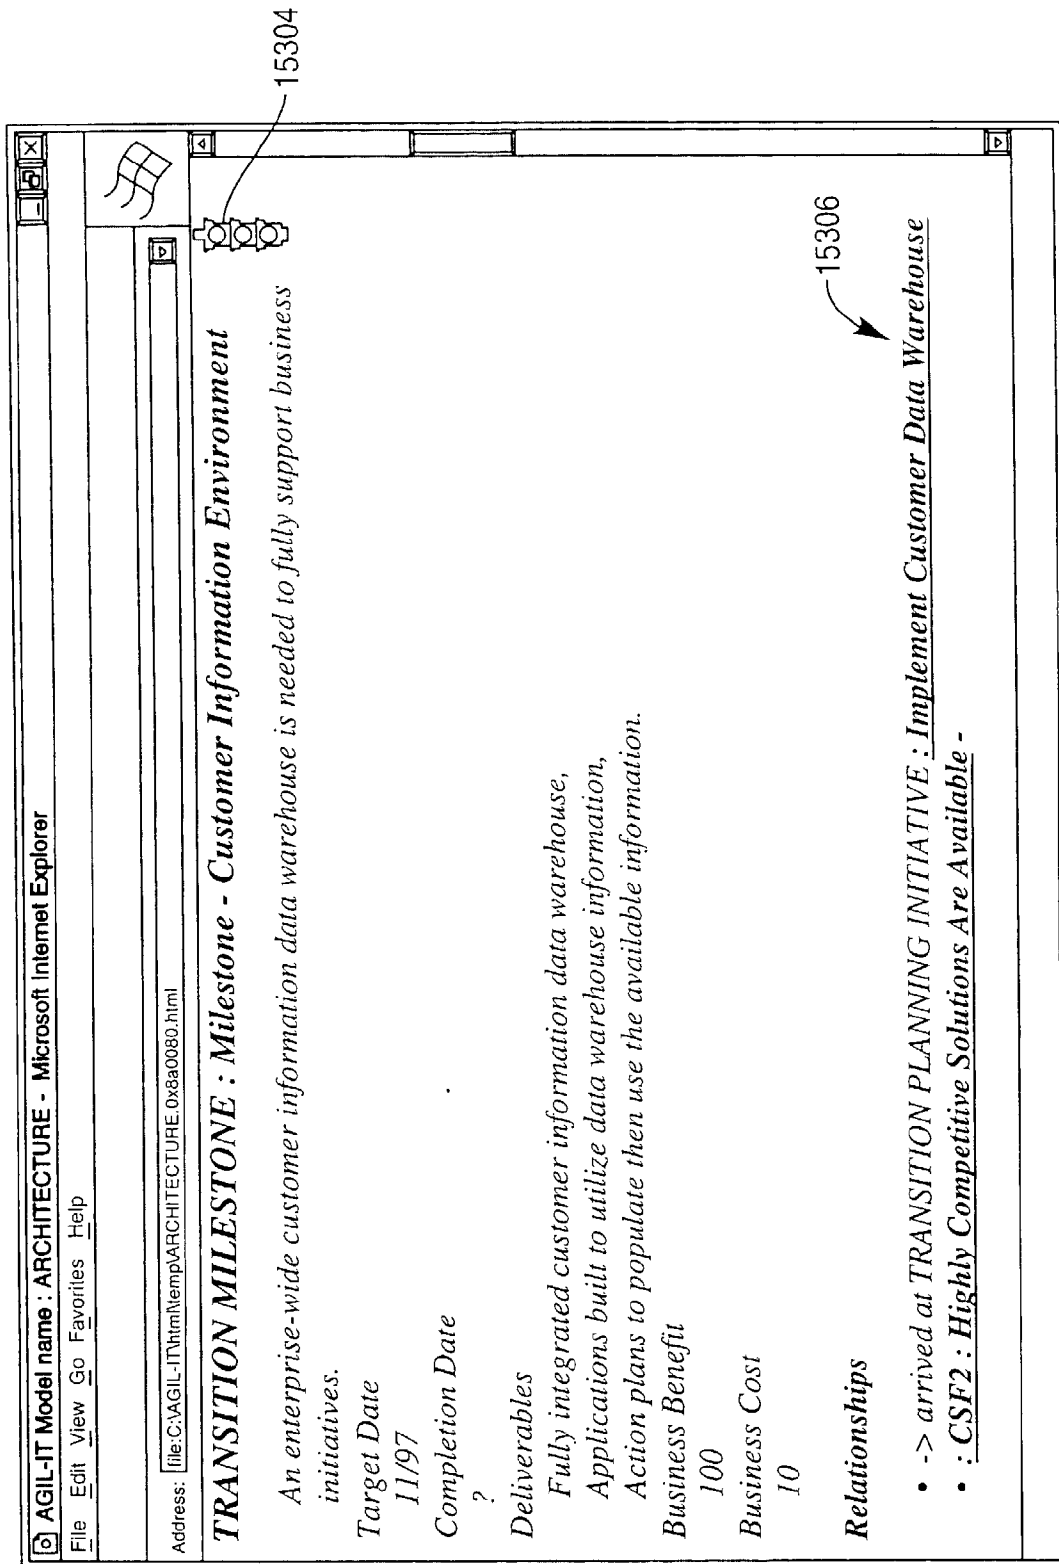 AGIL-IT Model name : ARCHITECTURE - Microsoft Internet Explorer
File Edit View Go Favorites Help
Address: file:C:\AGIL-IT\html\temp\ARCHITECTURE.0x8a0080.html
TRANSITION MILESTONE : Milestone - Customer Information Environment
15304
An enterprise-wide customer information data warehouse is needed to fully support business
initiatives.
Target Date
11/97
Completion Date
?
Deliverables
Fully integrated customer information data warehouse,
Applications built to utilize data warehouse information,
Action plans to populate then use the available information.
Business Benefit
100
Business Cost
10
Relationships
15306
• -> arrived at TRANSITION PLANNING INITIATIVE : Implement Customer Data Warehouse
• : CSF2 : Highly Competitive Solutions Are Available -